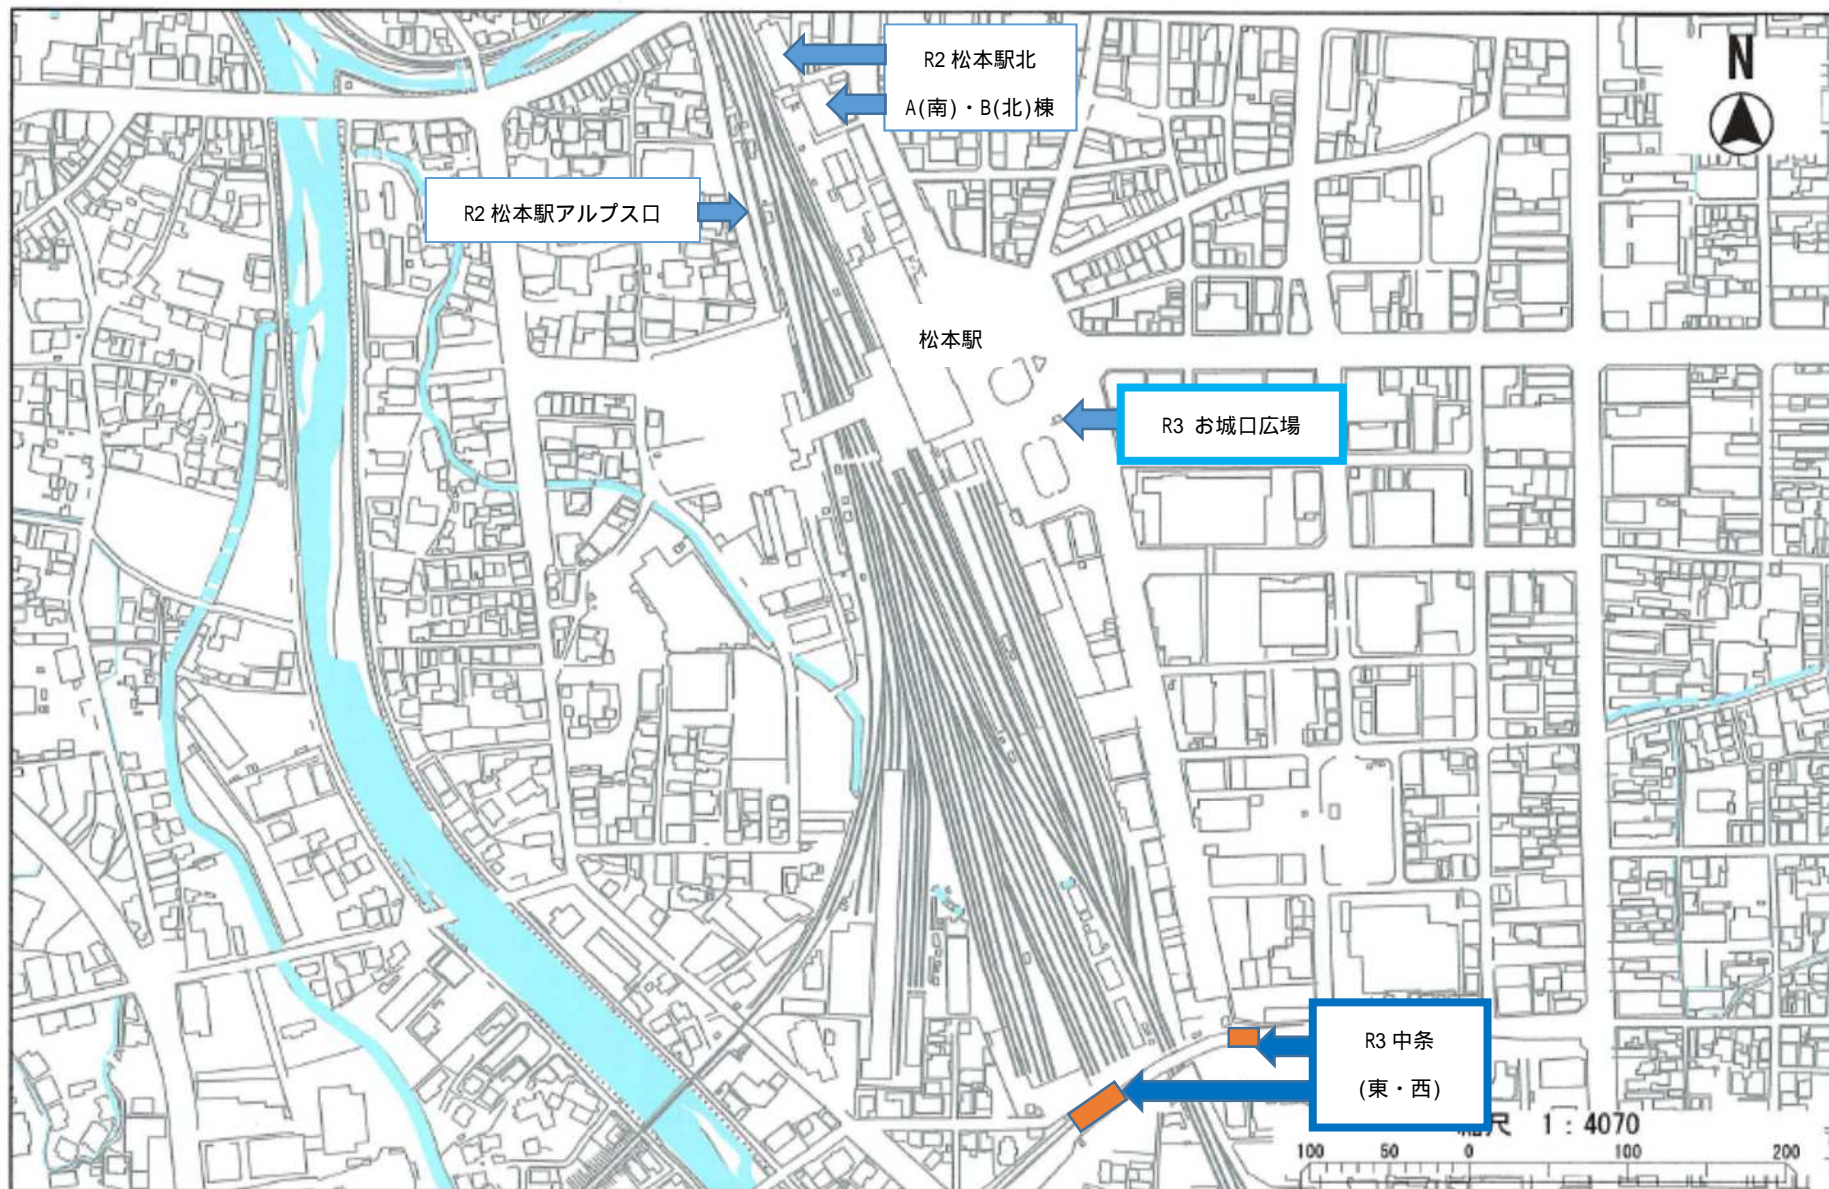 R2 松本駅北
A(南)・B(北)棟
N
R2 松本駅アルプス口
松本駅
R3 お城口広場
R3 中条
(東・西)
1:4070
100 50 0 100 200